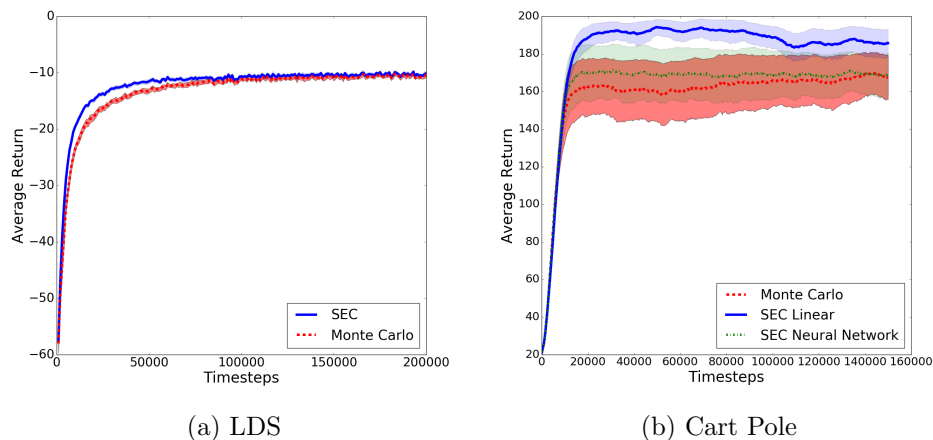 0
−10
−20
−30
−40
−50
−60
Average Return
0
50000
100000
150000
200000
Timesteps
SEC
Monte Carlo
(a) LDS
200
180
160
140
120
100
80
60
40
20
Average Return
0
20000
40000
60000
80000
100000
120000
140000
160000
Timesteps
Monte Carlo
SEC Linear
SEC Neural Network
(b) Cart Pole